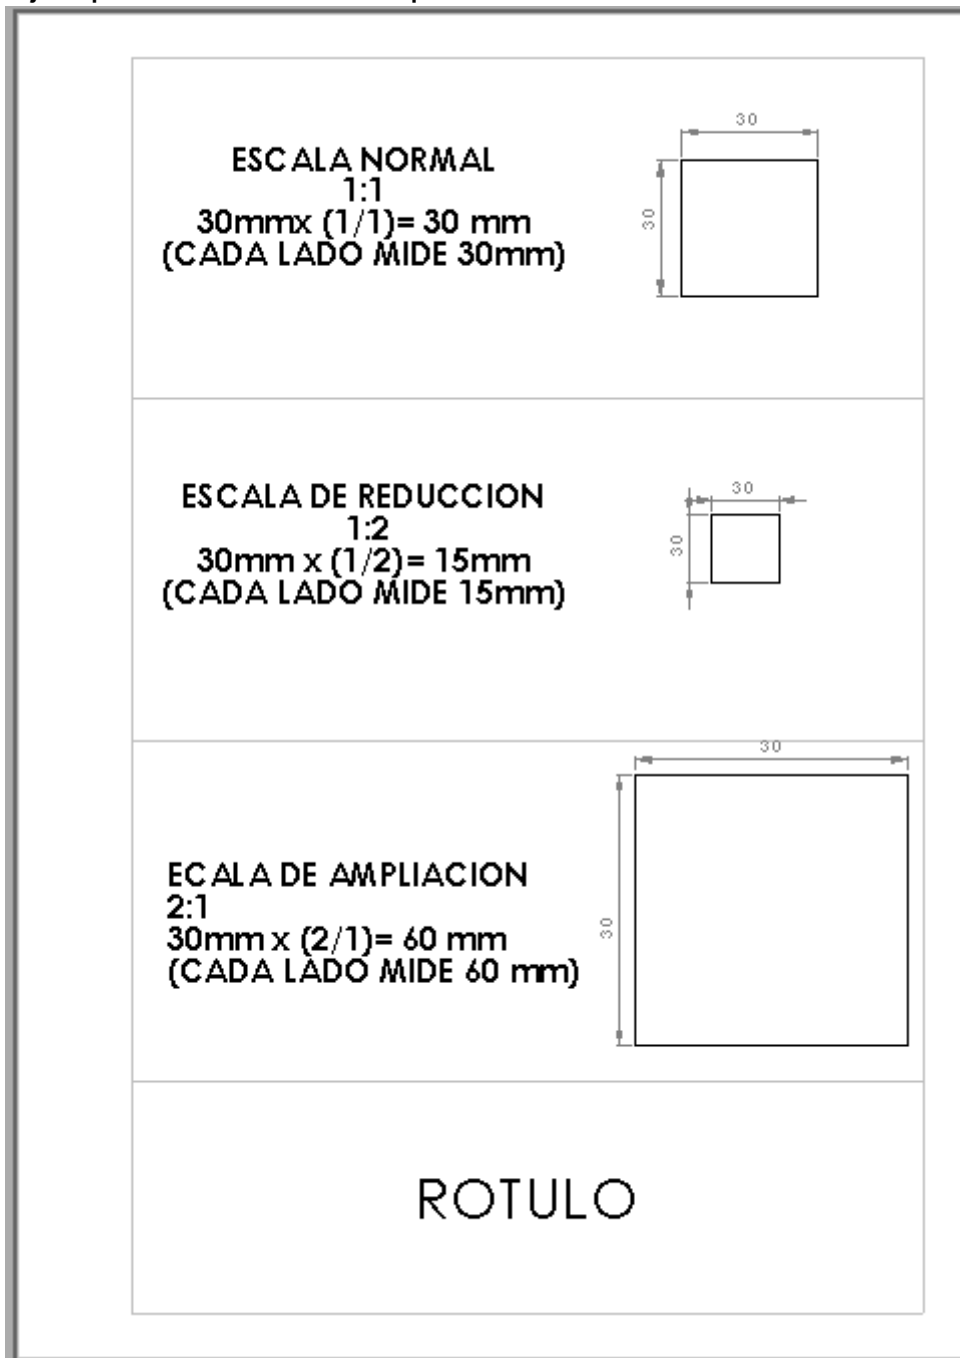 30
30
ESCALA NORMAL
1:1
30mmx (1/1)= 30 mm
(CADA LADO MIDE 30mm)
30
30
ESCALA DE REDUCCION
1:2
30mm x (1/2)= 15mm
(CADA LADO MIDE 15mm)
30
30
ECALA DE AMPLIACION
2:1
30mm x (2/1)= 60 mm
(CADA LADO MIDE 60 mm)
ROTULO